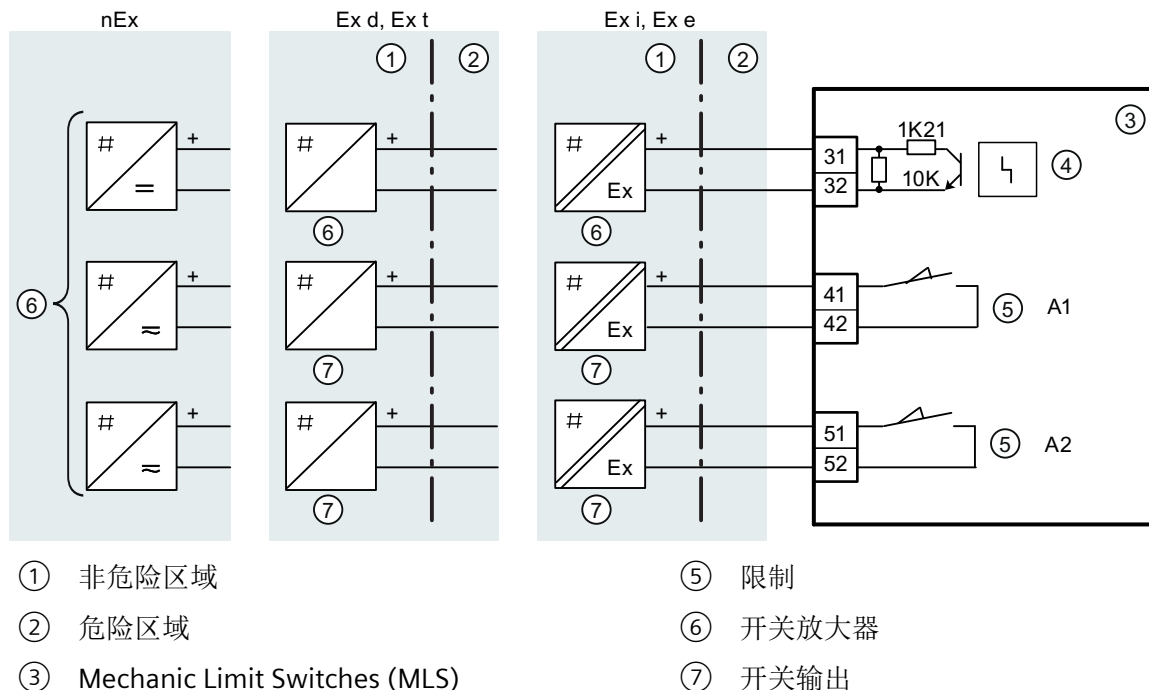 nEx
Ex d, Ex t
Ex i, Ex e
① ② ① ②
③
# = +
# +
# Ex +
31
32
1K21
10K
④
⑥ ⑥
⑥
# ≂ +
# +
# Ex +
41
42
⑤ A1
⑦ ⑦
# ≂ +
# +
# Ex +
51
52
⑤ A2
⑦ ⑦
① 非危险区域
⑤ 限制
② 危险区域
⑥ 开关放大器
③ Mechanic Limit Switches (MLS)
⑦ 开关输出